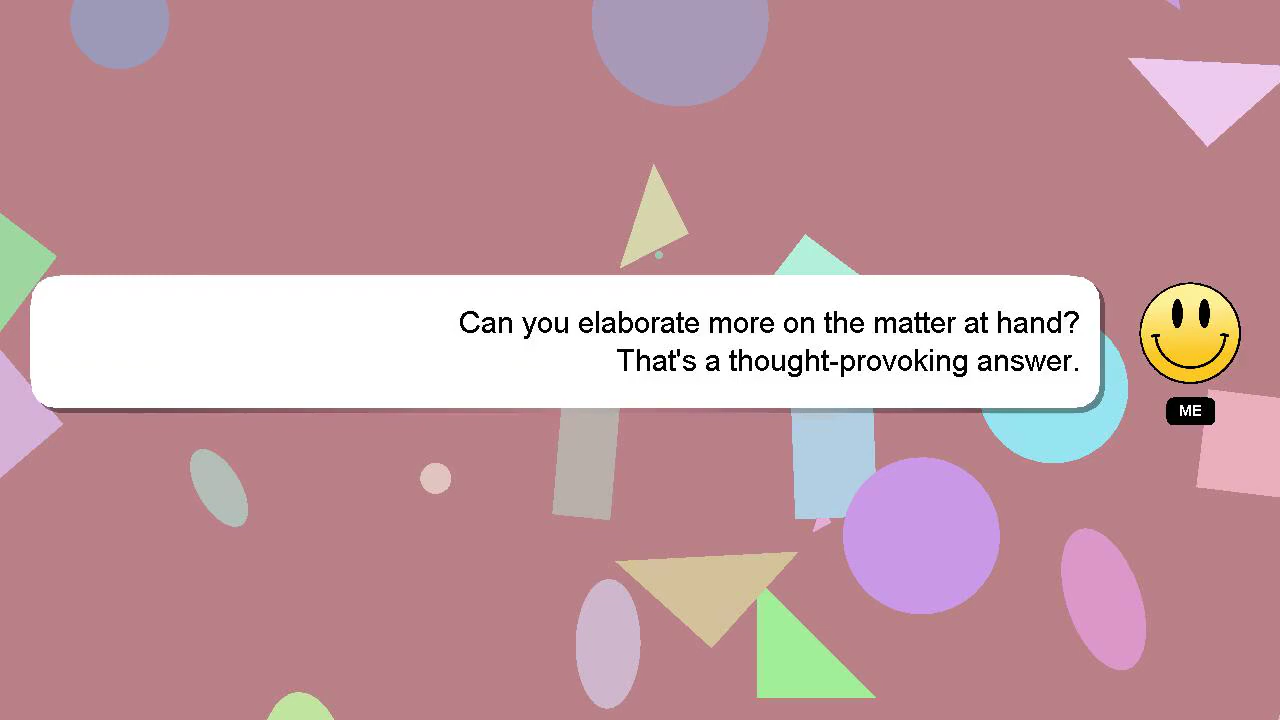 Can you elaborate more on the matter at hand?
That's a thought-provoking answer.
ME